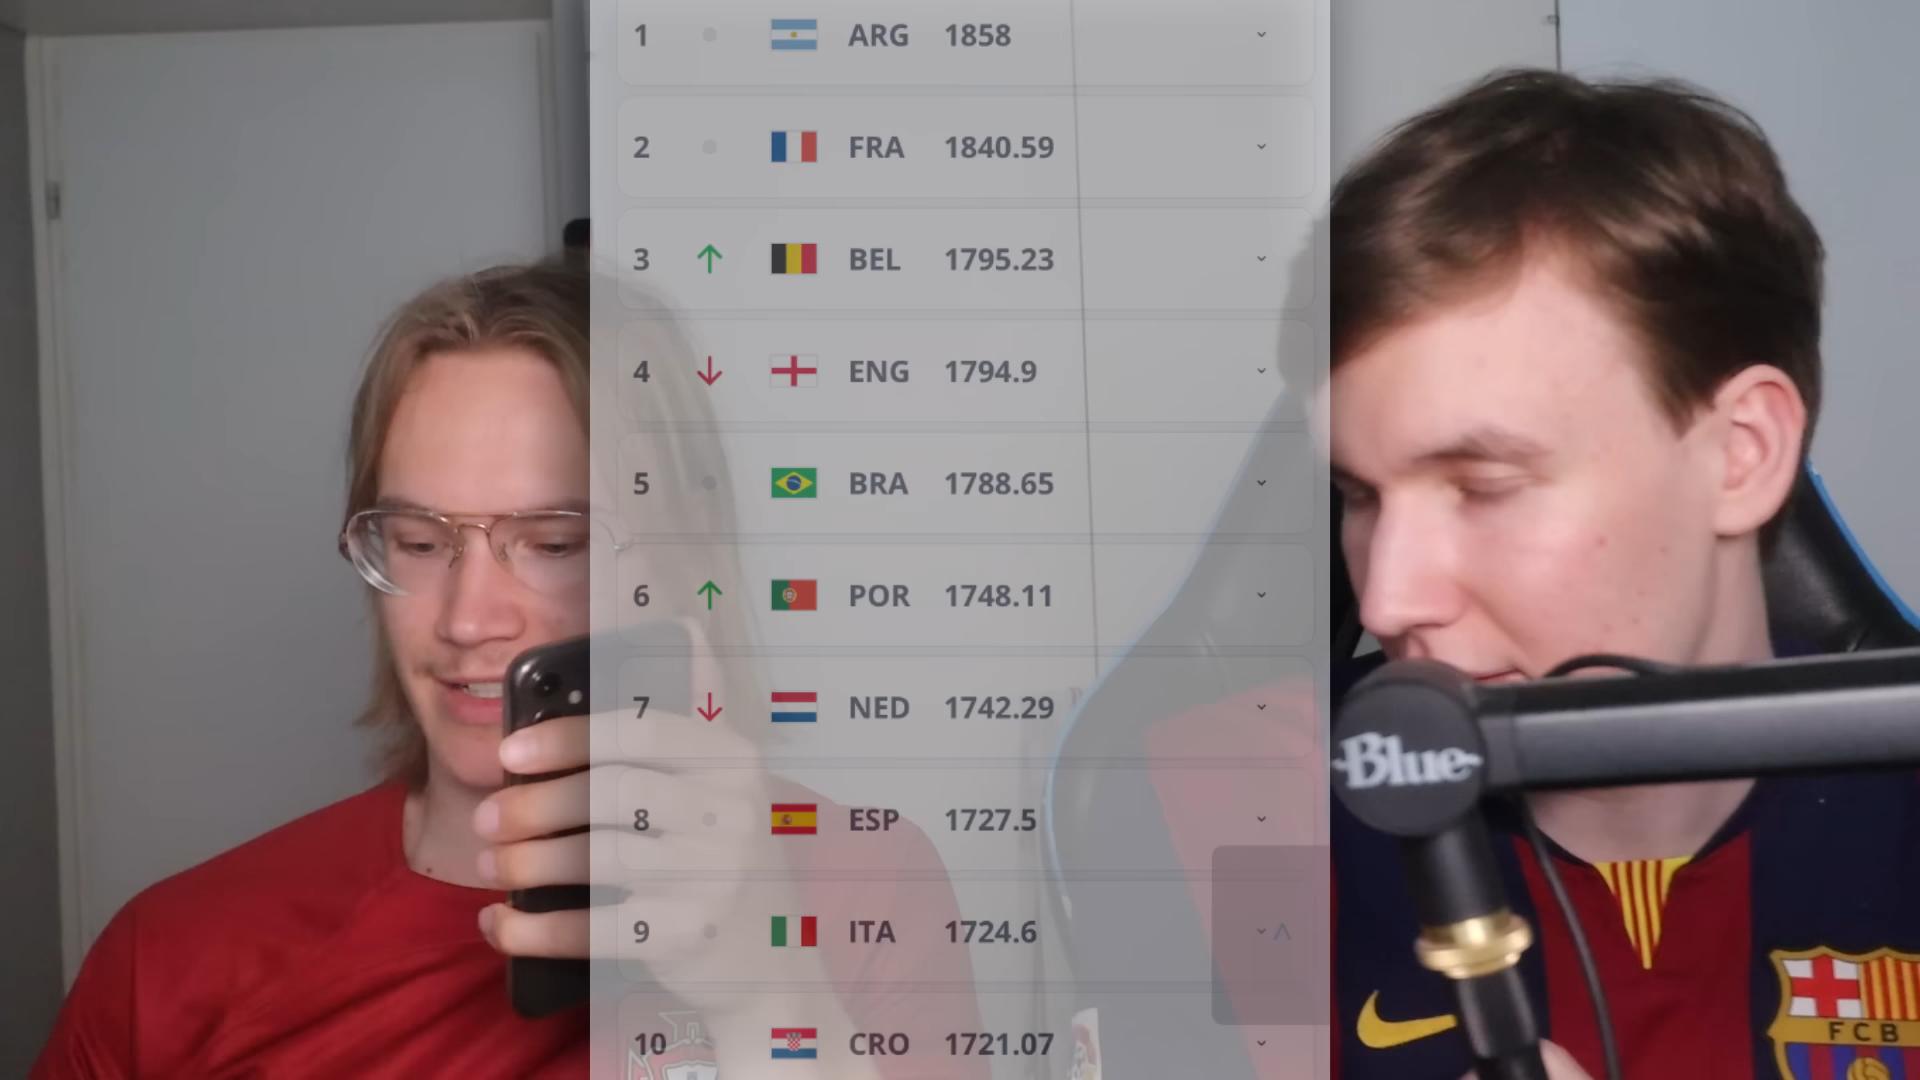 1 ARG 1858
2 FRA 1840.59
3 BEL 1795.23
4 ENG 1794.9
5 BRA 1788.65
6 POR 1748.11
7 NED 1742.29
8 ESP 1727.5
9 ITA 1724.6
10 CRO 1721.07
Blue
FCB